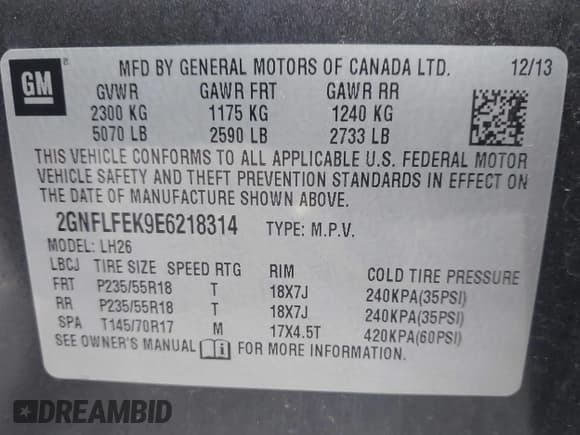 GM ®
MFD BY GENERAL MOTORS OF CANADA LTD. 12/13
GVWR GAWR FRT GAWR RR
2300 KG 1175 KG 1240 KG
5070 LB 2590 LB 2733 LB
THIS VEHICLE CONFORMS TO ALL APPLICABLE U.S. FEDERAL MOTOR
VEHICLE SAFETY AND THEFT PREVENTION STANDARDS IN EFFECT ON
THE DATE OF MANUFACTURE SHOWN ABOVE.
2GNFLFEK9E6218314 TYPE: M.P.V.
MODEL: LH26
LBCJ TIRE SIZE SPEED RTG RIM COLD TIRE PRESSURE
FRT P235/55R18 T 18X7J 240KPA(35PSI)
RR P235/55R18 T 18X7J 240KPA(35PSI)
SPA T145/70R17 M 17X4.5T 420KPA(60PSI)
SEE OWNER'S MANUAL i FOR MORE INFORMATION.
DREAMBID